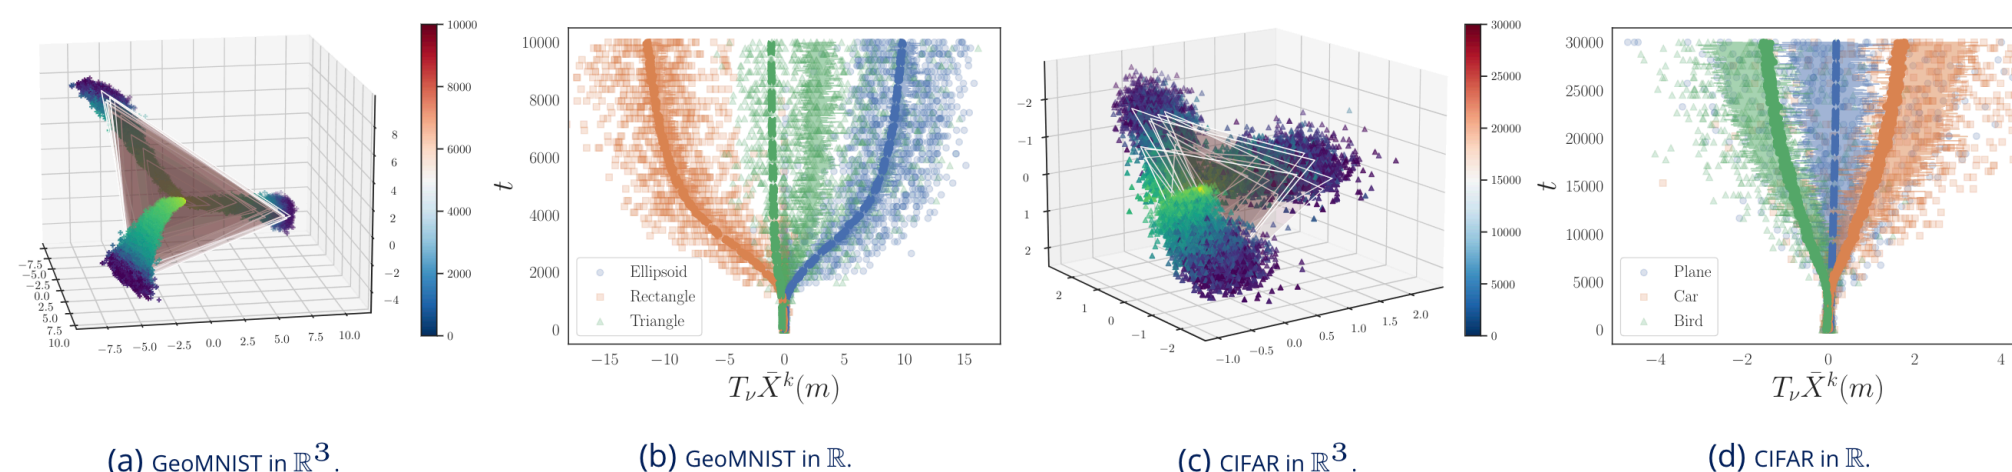 10000
8000
6000
4000
2000
0
8
6
4
2
0
−2
−4
−7.5
−5.0
−2.5
0.0
2.5
5.0
7.5
10.0
−7.5 −5.0 −2.5 0.0 2.5 5.0 7.5 10.0
(a) GeoMNIST in ℝ³.
t
10000
8000
6000
4000
2000
0
Ellipsoid
Rectangle
Triangle
−15 −10 −5 0 5 10 15
T_ν X̄^k(m)
(b) GeoMNIST in ℝ.
−2
−1
0
1
2
2
1
0
−1
−2
−1.0 −0.5 0.0 0.5 1.0 1.5 2.0
30000
25000
20000
15000
10000
5000
0
(c) CIFAR in ℝ³.
t
30000
25000
20000
15000
10000
5000
0
Plane
Car
Bird
−4 −2 0 2 4
T_ν X̄^k(m)
(d) CIFAR in ℝ.